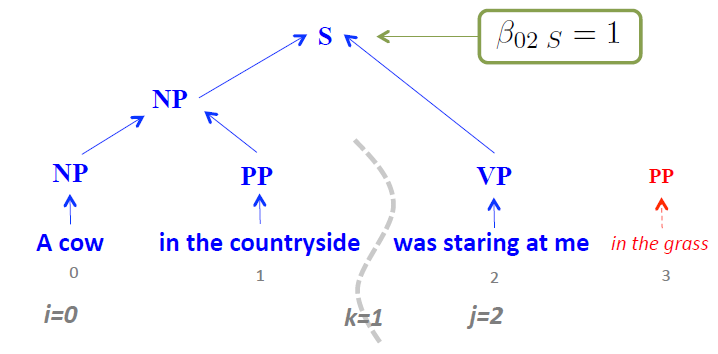 S
β02 S = 1
NP
NP PP VP PP
A cow in the countryside was staring at me in the grass
0 1 2 3
i=0 k=1 j=2